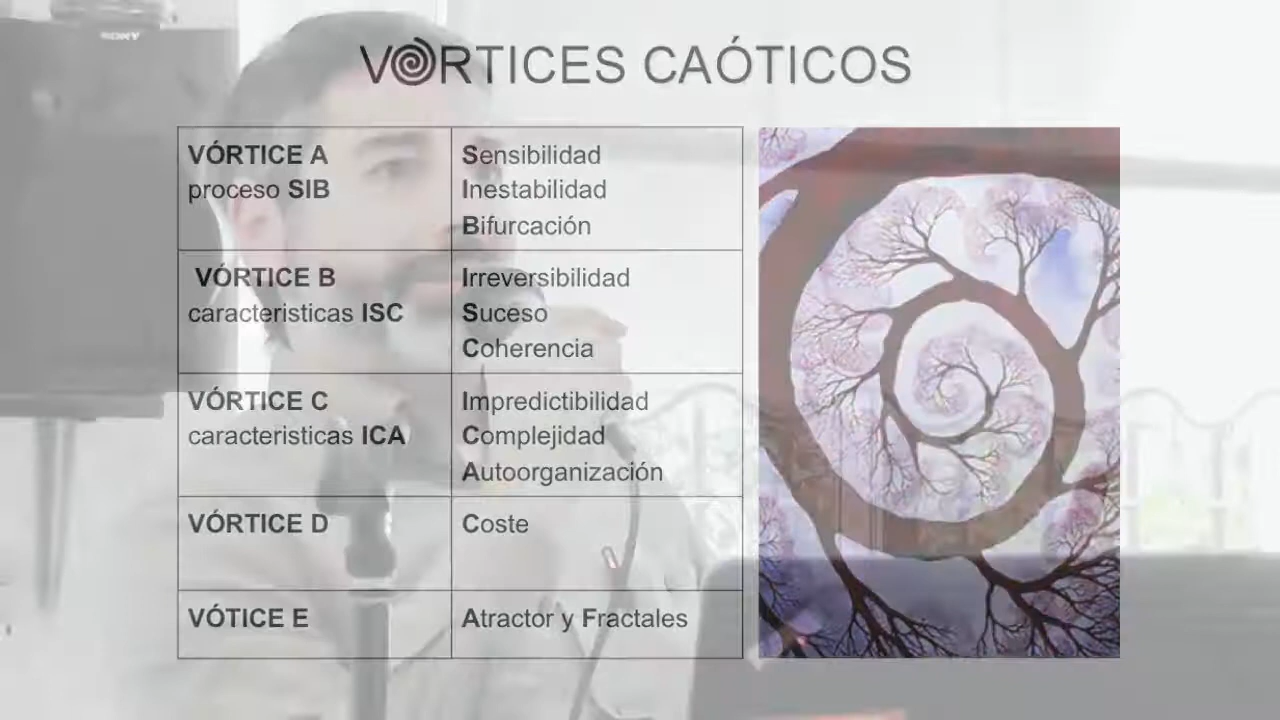 SONY
VÓRTICES CAÓTICOS
VÓRTICE A
proceso SIB
Sensibilidad
Inestabilidad
Bifurcación
VÓRTICE B
caracteristicas ISC
Irreversibilidad
Suceso
Coherencia
VÓRTICE C
caracteristicas ICA
Impredictibilidad
Complejidad
Autoorganización
VÓRTICE D
Coste
VÓTICE E
Atractor y Fractales